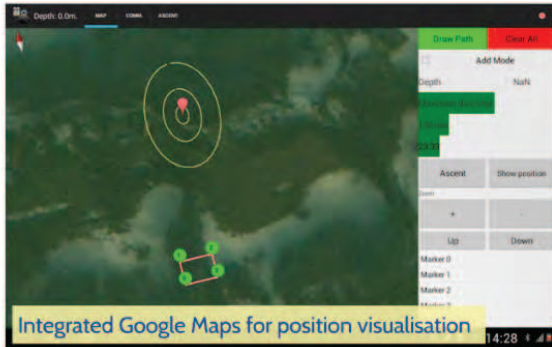 Depth: 0.0m. MAP COMMS ASCENT
Draw Path Clear All
Add Mode
Depth NaN
Ascent Show position
+ -
Up Down
Marker 0
Marker 1
Marker 2
Integrated Google Maps for position visualisation
14:28